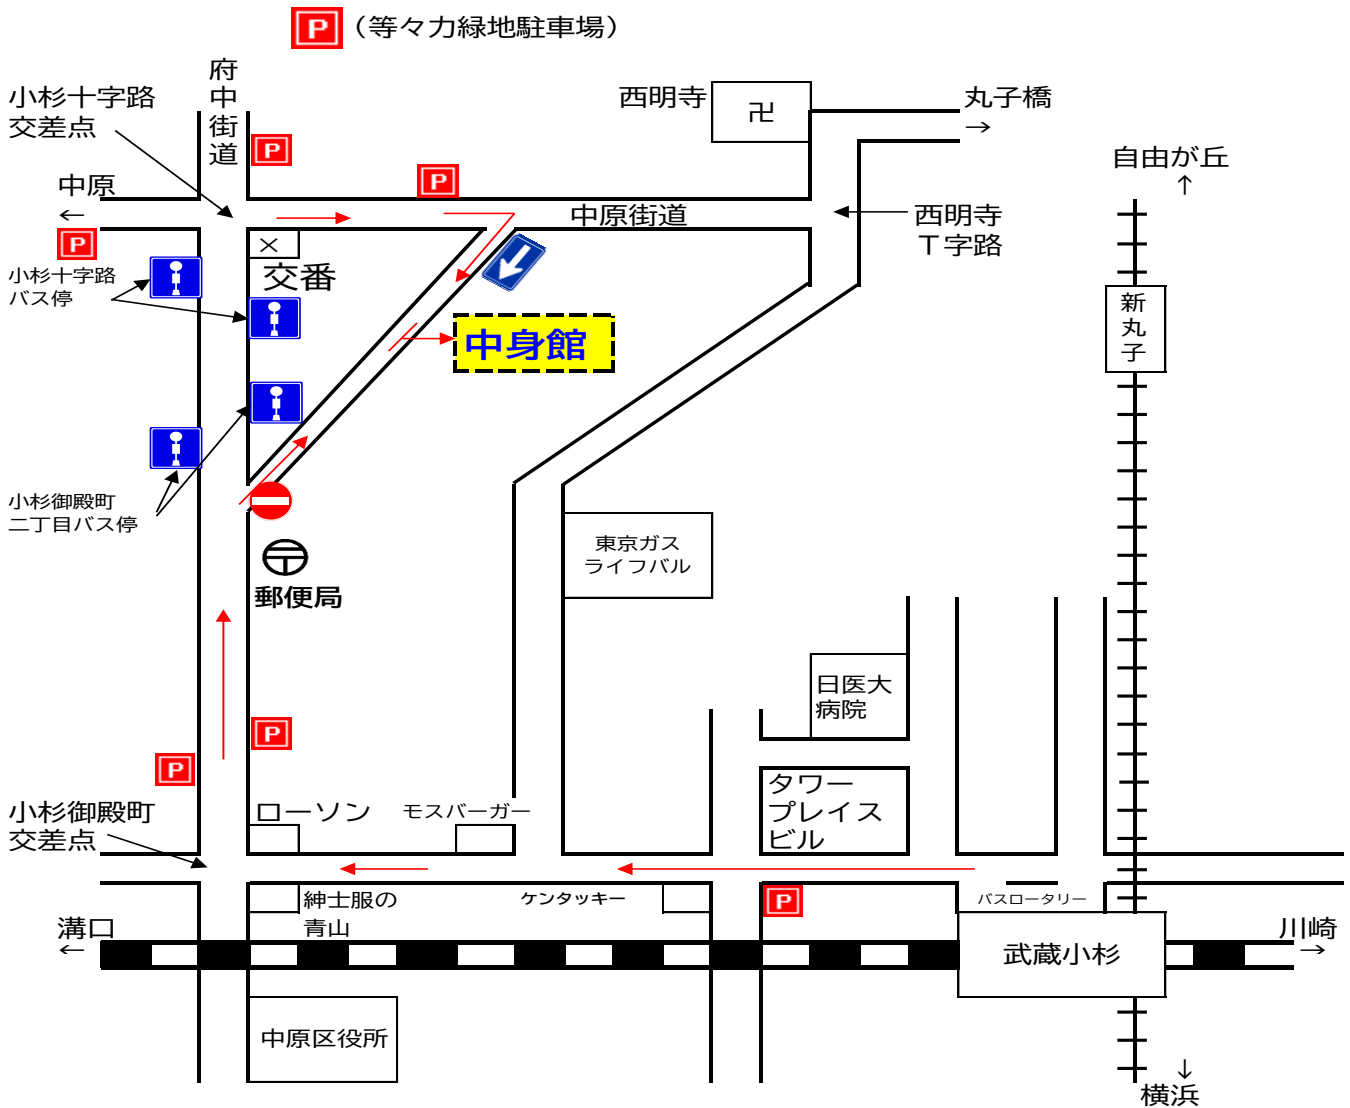 P (等々力緑地駐車場)
府中街道
小杉十字路
交差点
西明寺
卍
丸子橋
→
P
自由が丘
↑
P
中原
←
中原街道
西明寺
T字路
P
×
交番
小杉十字路
バス停
新丸子
中身館
小杉御殿町
二丁目バス停
〒
郵便局
東京ガス
ライフバル
日医大
病院
P
P
タワー
プレイス
ビル
小杉御殿町
交差点
ローソン
モスバーガー
紳士服の
青山
ケンタッキー
P
バスロータリー
溝口
←
武蔵小杉
川崎
→
中原区役所
↓
横浜